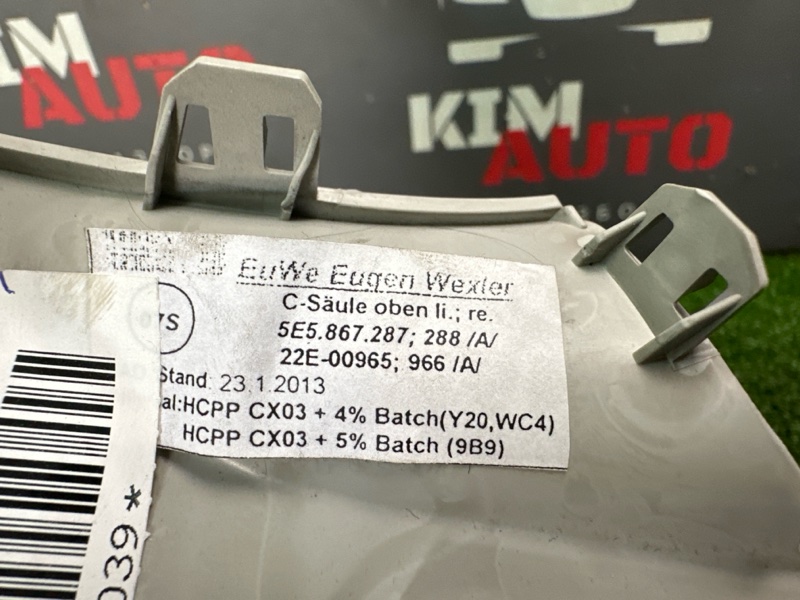 KIM
AUTO
KIM
AUTO
EuWe Eugen Wexler
C-Säule oben li.; re.
5E5.867.287; 288 /A/
22E-00965; 966 /A/
Stand: 23.1.2013
al:HCPP CX03 + 4% Batch(Y20,WC4)
HCPP CX03 + 5% Batch (9B9)
039 *